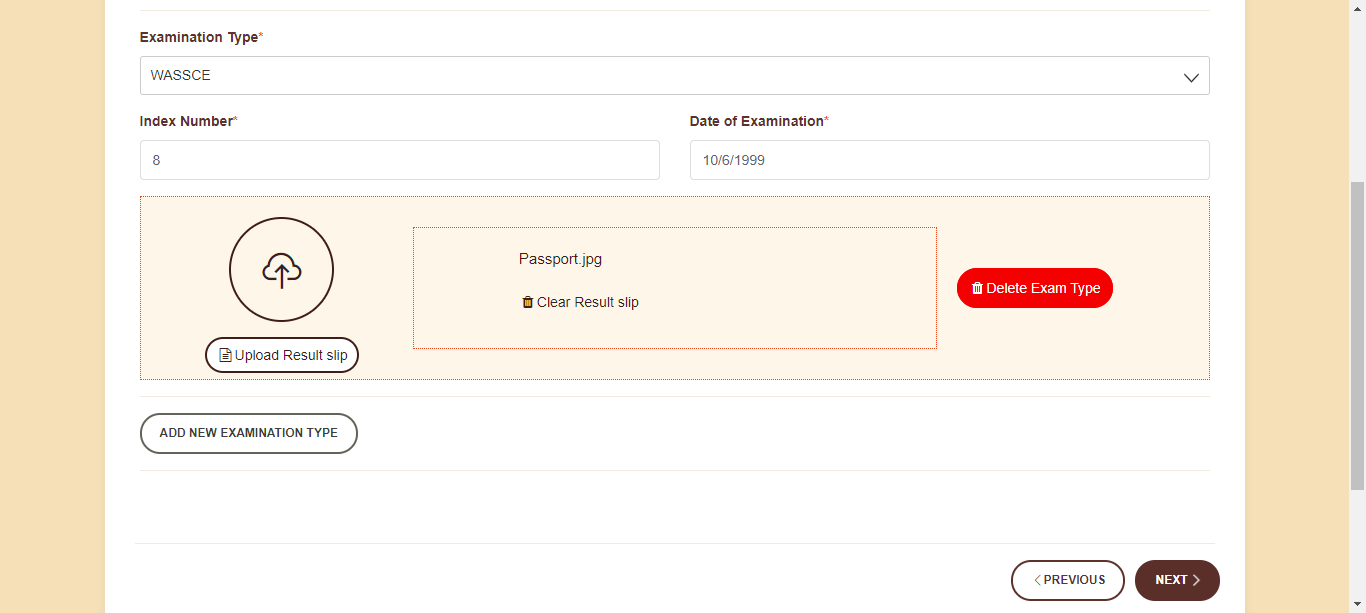 Examination Type*
WASSCE
Index Number*
Date of Examination*
8
10/6/1999
Passport.jpg
Clear Result slip
Delete Exam Type
Upload Result slip
ADD NEW EXAMINATION TYPE
PREVIOUS
NEXT